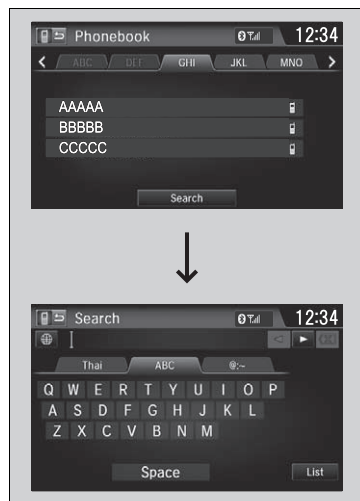 Phonebook 12:34
ABC DEF GHI JKL MNO
AAAAA
BBBBB
CCCCC
Search
Search 12:34
Thai ABC @:~
Q W E R T Y U I O P
A S D F G H J K L
Z X C V B N M
Space List